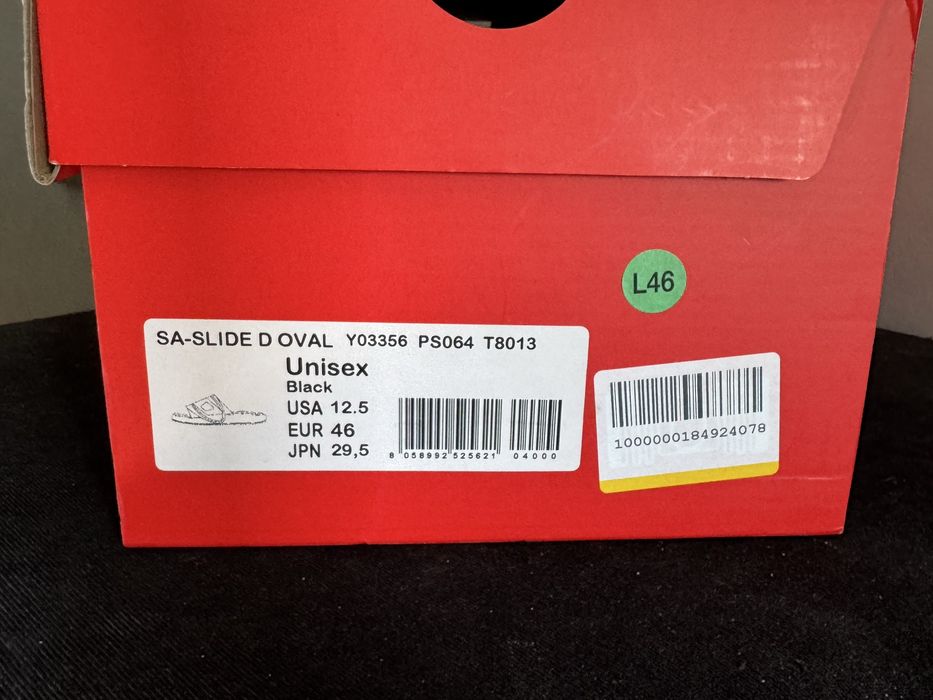 L46
SA-SLIDE D OVAL Y03356 PS064 T8013
Unisex
Black
USA 12.5
EUR 46
JPN 29,5
8 058992 525621 04000
1000000184924078